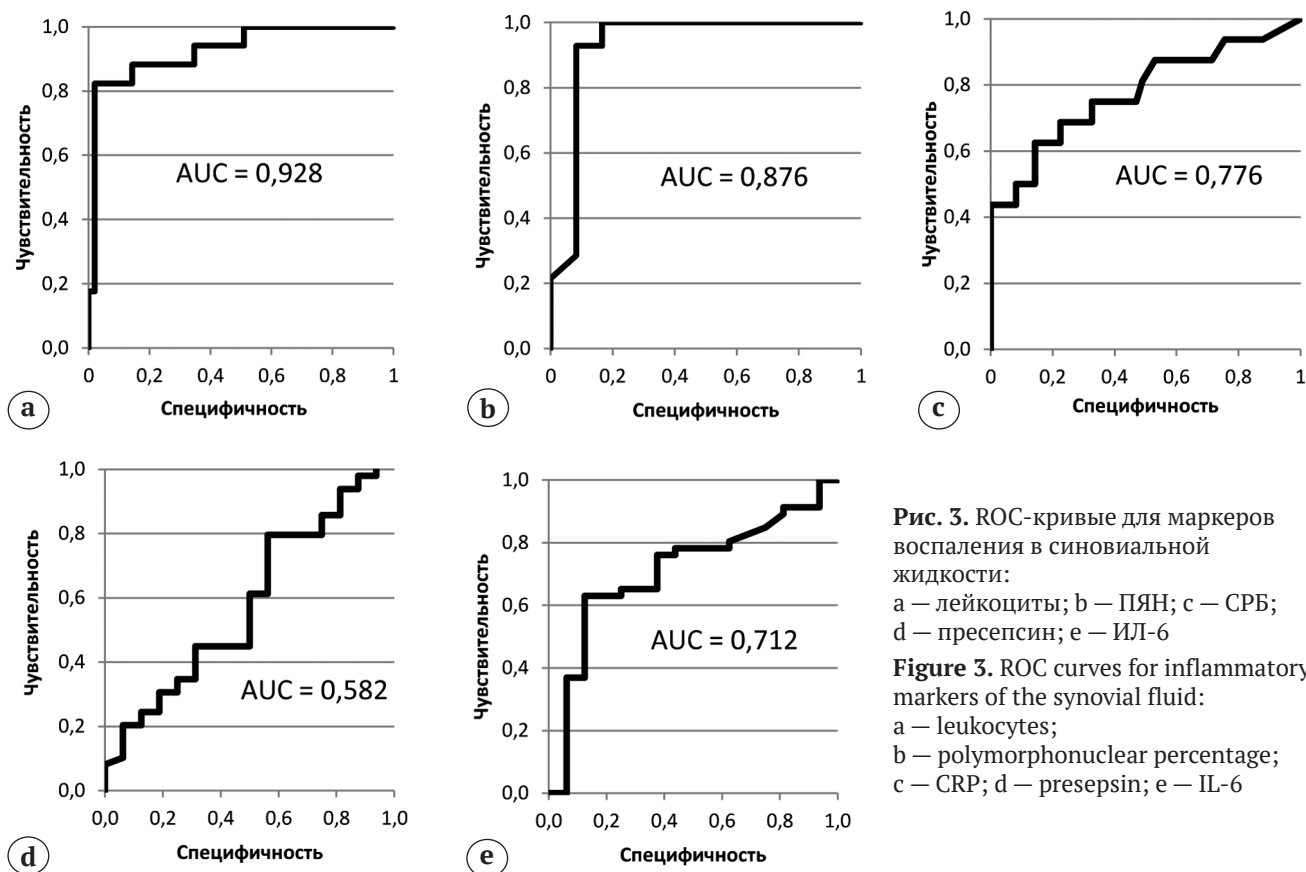 1,0
0,8
0,6
0,4
0,2
0,0
Чувствительность
AUC = 0,928
0 0,2 0,4 0,6 0,8 1
Специфичность
a
1,0
0,8
0,6
0,4
0,2
0,0
Чувствительность
AUC = 0,876
0 0,2 0,4 0,6 0,8 1
Специфичность
b
1,0
0,8
0,6
0,4
0,2
0,0
Чувствительность
AUC = 0,776
0 0,2 0,4 0,6 0,8 1
Специфичность
c
1,0
0,8
0,6
0,4
0,2
0,0
Чувствительность
AUC = 0,582
0,0 0,2 0,4 0,6 0,8 1,0
Специфичность
d
1,0
0,8
0,6
0,4
0,2
0,0
Чувствительность
AUC = 0,712
0,0 0,2 0,4 0,6 0,8 1,0
Специфичность
e
Рис. 3. ROC-кривые для маркеров
воспаления в синовиальной
жидкости:
a — лейкоциты; b — ПЯН; c — СРБ;
d — пресепсин; e — ИЛ-6
Figure 3. ROC curves for inflammatory
markers of the synovial fluid:
a — leukocytes;
b — polymorphonuclear percentage;
c — CRP; d — presepsin; e — IL-6